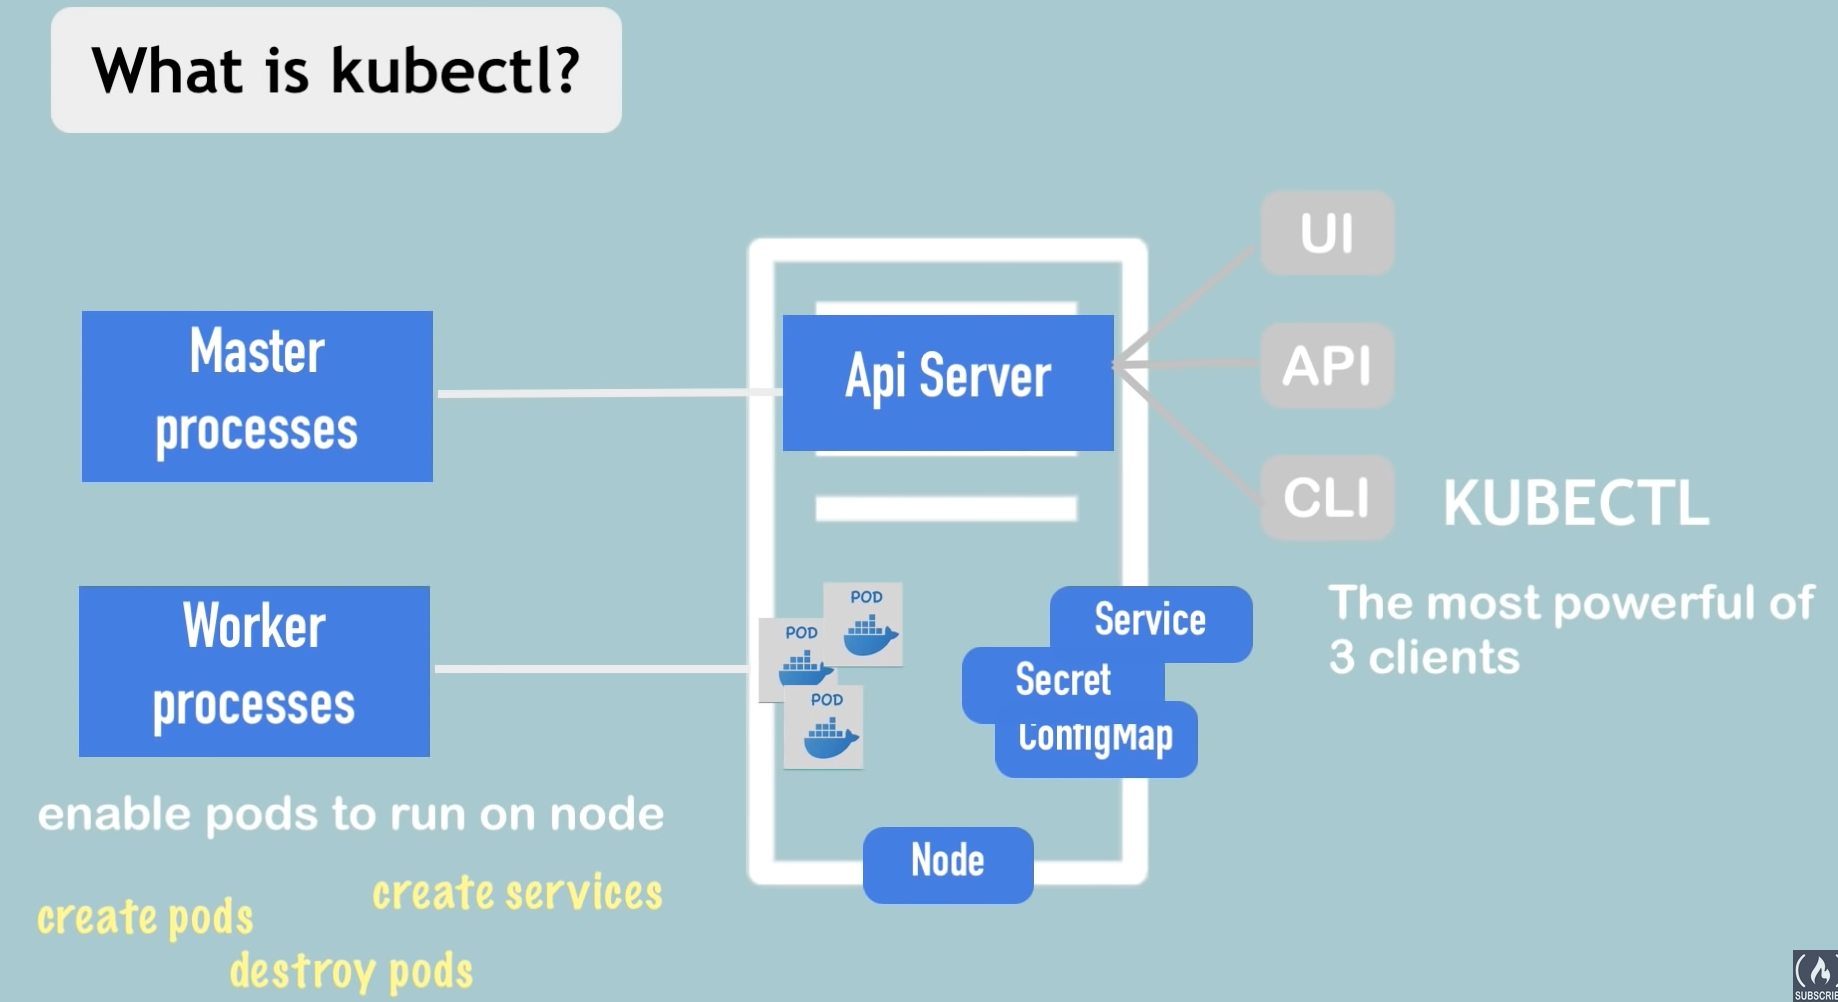 What is kubectl?
UI
Master
processes
Api Server
API
CLI
KUBECTL
The most powerful of
3 clients
Worker
processes
POD
POD
POD
Service
Secret
ConfigMap
Node
enable pods to run on node
create services
create pods
destroy pods